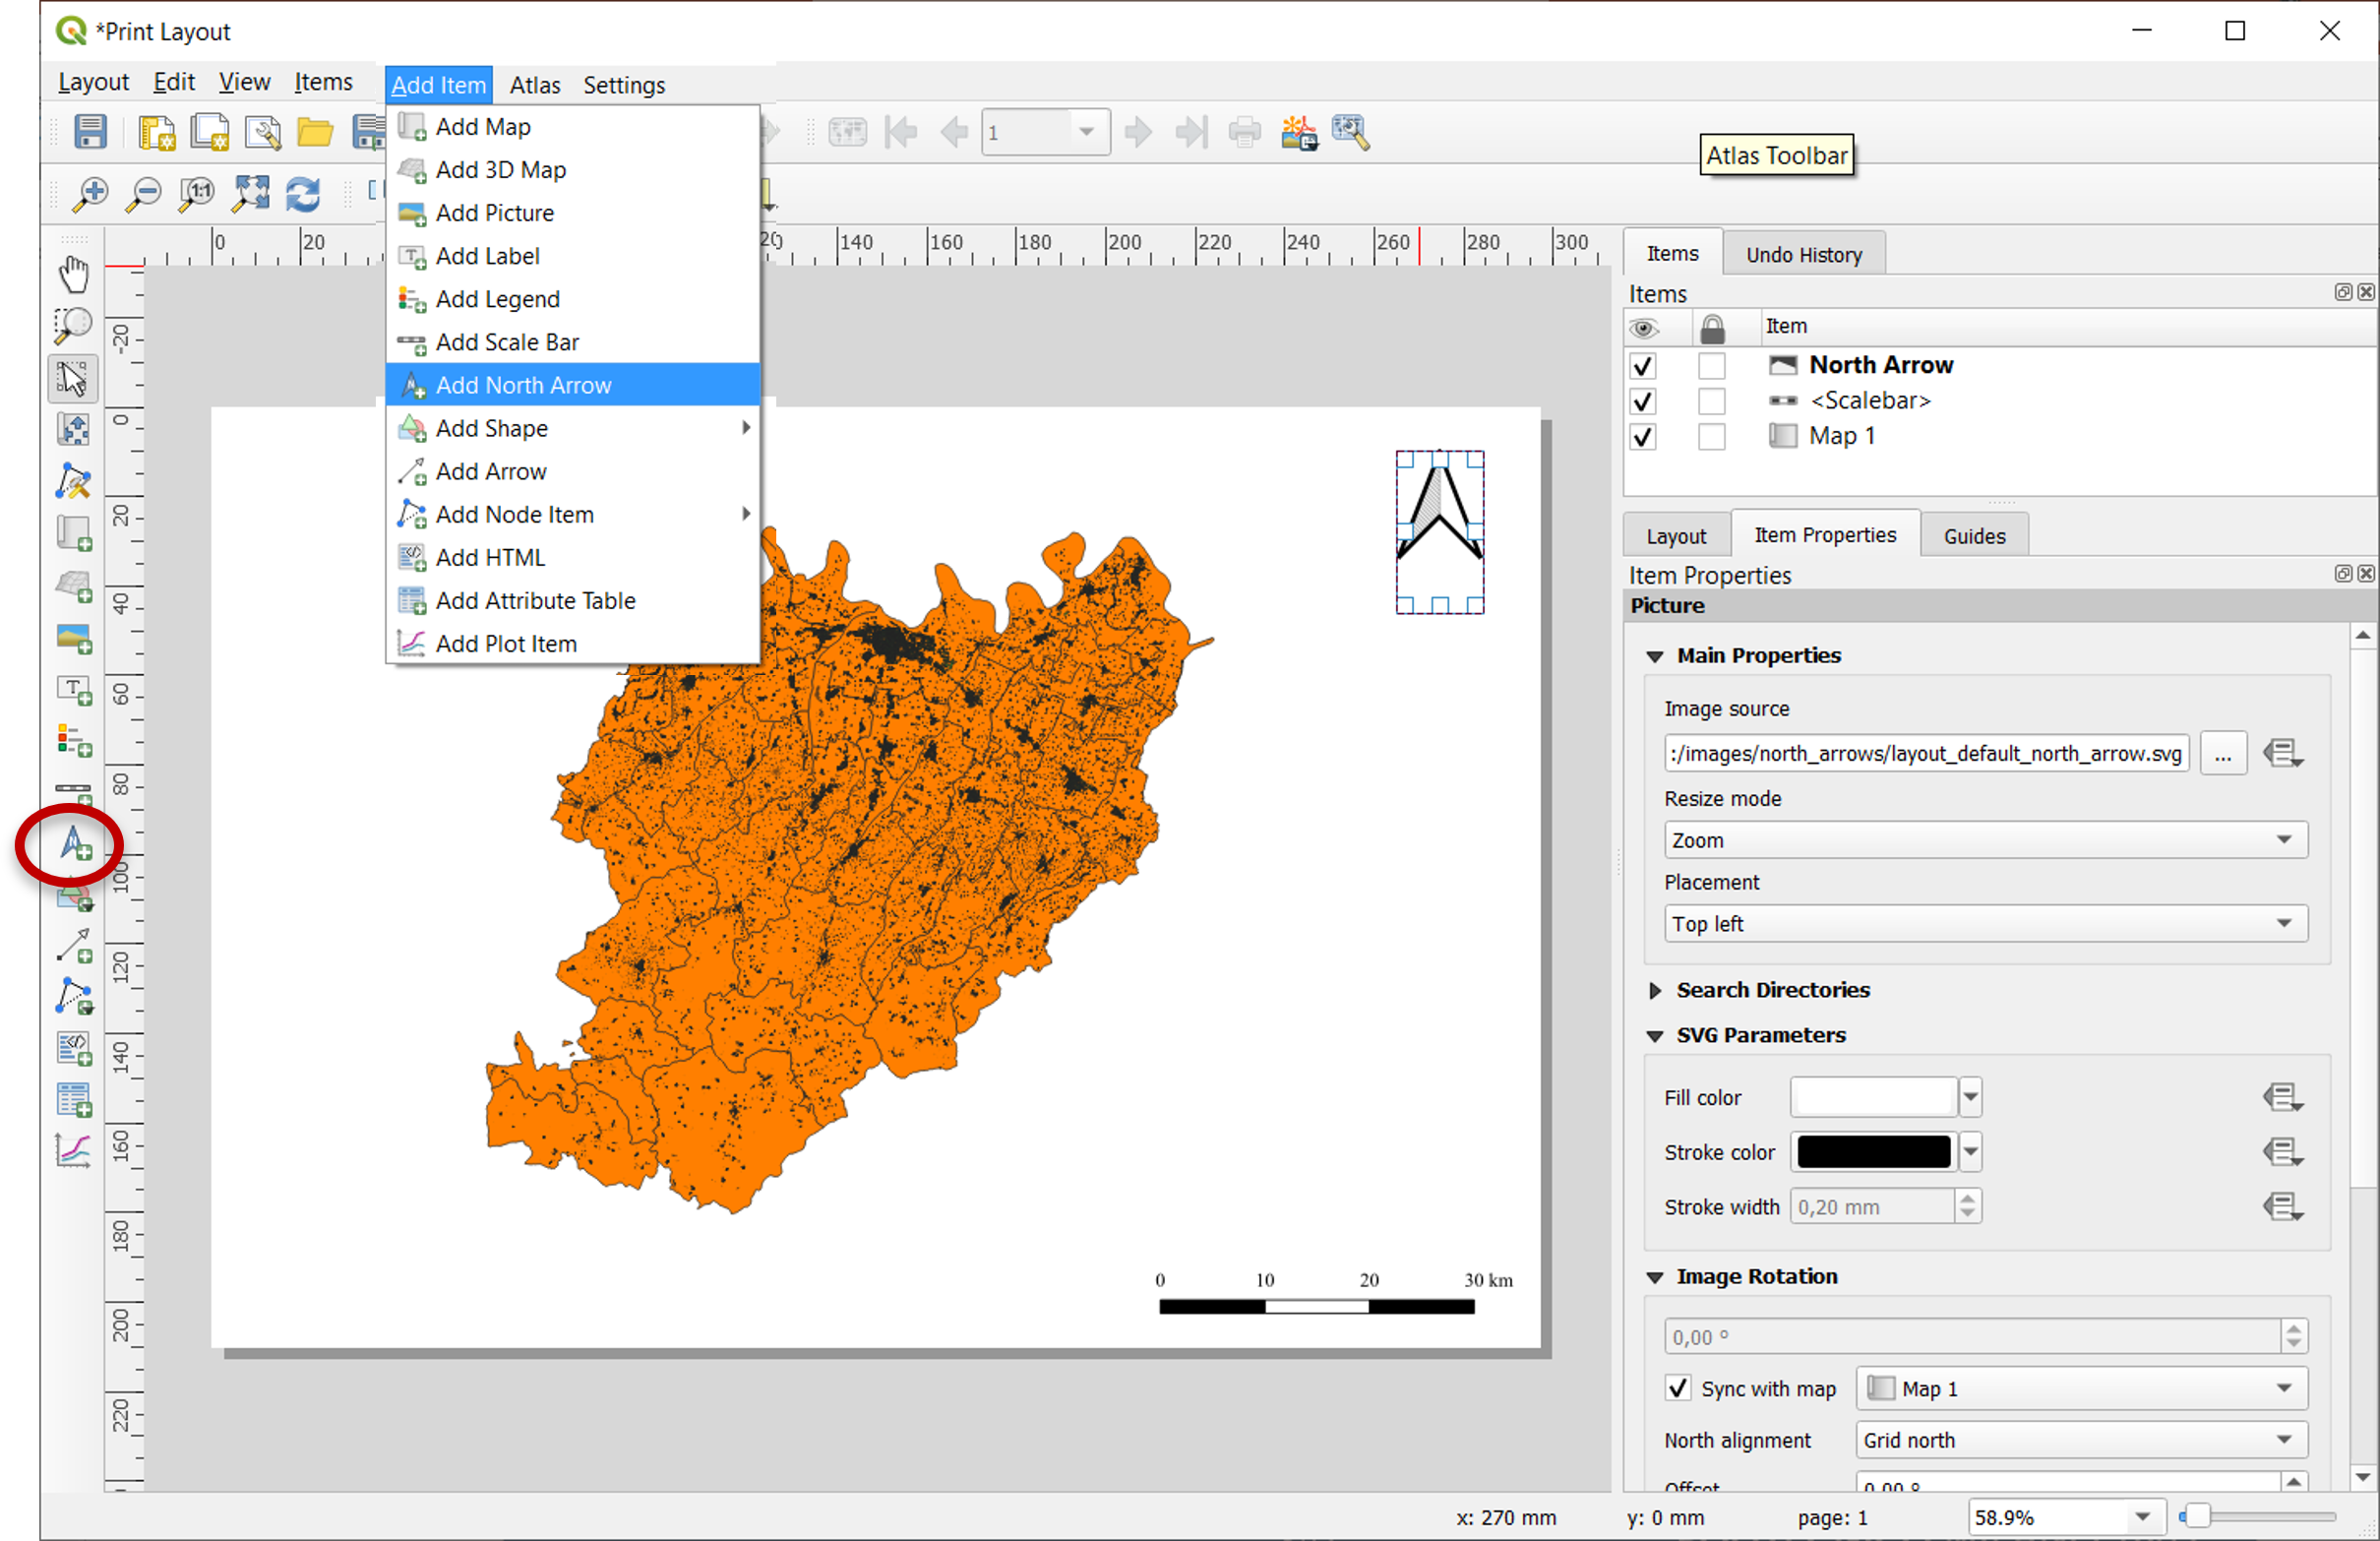 *Print Layout
Layout Edit View Items Add Item Atlas Settings
Add Map
Add 3D Map
Add Picture
Add Label
Add Legend
Add Scale Bar
Add North Arrow
Add Shape
Add Arrow
Add Node Item
Add HTML
Add Attribute Table
Add Plot Item
1
Atlas Toolbar
1:1
0 20 20 140 160 180 200 220 240 260 280 300
-20
0
20
40
60
80
100
120
140
160
180
200
220
0 10 20 30 km
Items Undo History
Items
Item
North Arrow
<Scalebar>
Map 1
Layout Item Properties Guides
Item Properties
Picture
Main Properties
Image source
:/images/north_arrows/layout_default_north_arrow.svg ...
Resize mode
Zoom
Placement
Top left
Search Directories
SVG Parameters
Fill color
Stroke color
Stroke width 0,20 mm
Image Rotation
0,00 °
Sync with map Map 1
North alignment Grid north
Offset 0,00 °
x: 270 mm y: 0 mm page: 1 58.9%